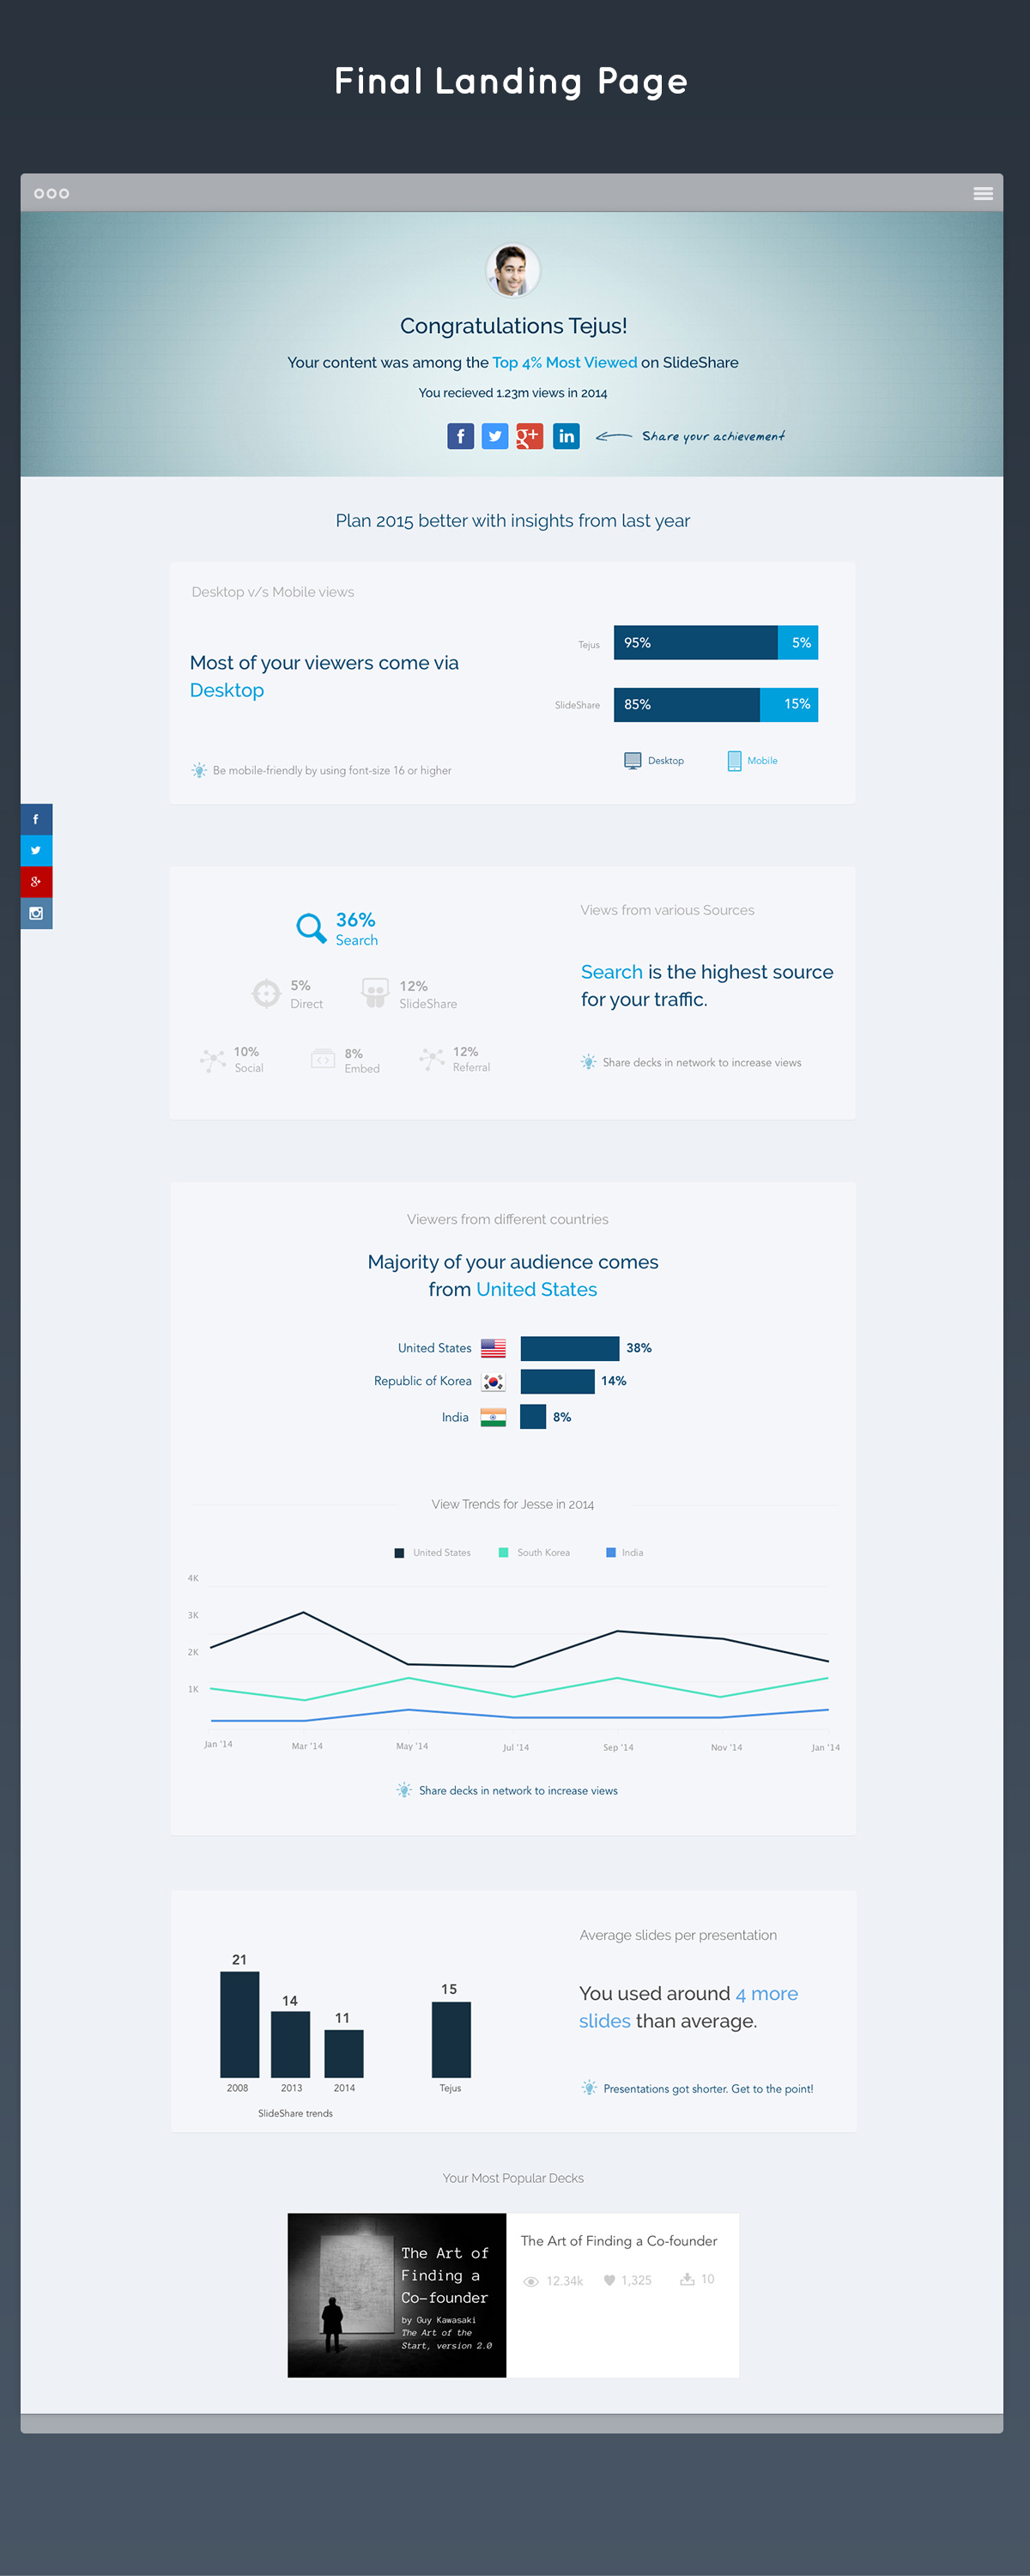 Final Landing Page
Congratulations Tejus!
Your content was among the Top 4% Most Viewed on SlideShare
You recieved 1.23m views in 2014
f
g+
in
Share your achievement
Plan 2015 better with insights from last year
Desktop v/s Mobile views
Most of your viewers come via
Desktop
Be mobile-friendly by using font-size 16 or higher
Tejus
95%
5%
SlideShare
85%
15%
Desktop
Mobile
f
g+
36%
Search
5%
Direct
12%
SlideShare
10%
Social
8%
Embed
12%
Referral
Views from various Sources
Search is the highest source
for your traffic.
Share decks in network to increase views
Viewers from different countries
Majority of your audience comes
from United States
United States
38%
Republic of Korea
14%
India
8%
View Trends for Jesse in 2014
United States
South Korea
India
4K
3K
2K
1K
Jan '14
Mar '14
May '14
Jul '14
Sep '14
Nov '14
Jan '14
Share decks in network to increase views
21
14
11
15
2008
2013
2014
Tejus
SlideShare trends
Average slides per presentation
You used around 4 more
slides than average.
Presentations got shorter. Get to the point!
Your Most Popular Decks
The Art of
Finding a
Co-founder
by Guy Kawasaki
The Art of the
Start, version 2.0
The Art of Finding a Co-founder
12.34k
1,325
10